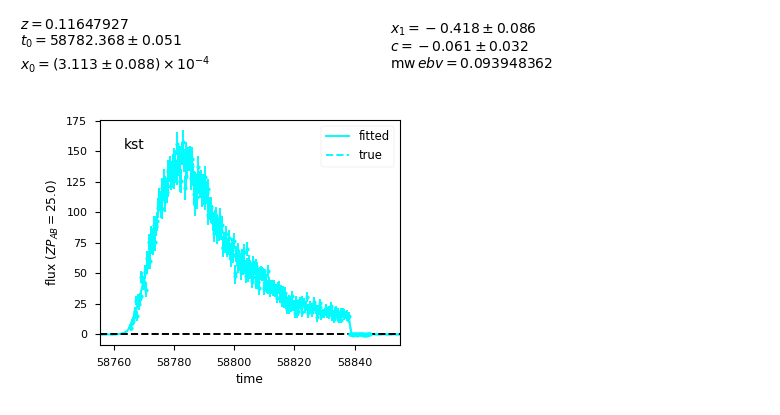 z = 0.11647927
t₀ = 58782.368 ± 0.051
x₀ = (3.113 ± 0.088) × 10⁻⁴
x₁ = −0.418 ± 0.086
c = −0.061 ± 0.032
mw ebv = 0.093948362
kst
fitted
true
175
150
125
100
75
50
25
0
flux (ZP_AB = 25.0)
58760 58780 58800 58820 58840
time